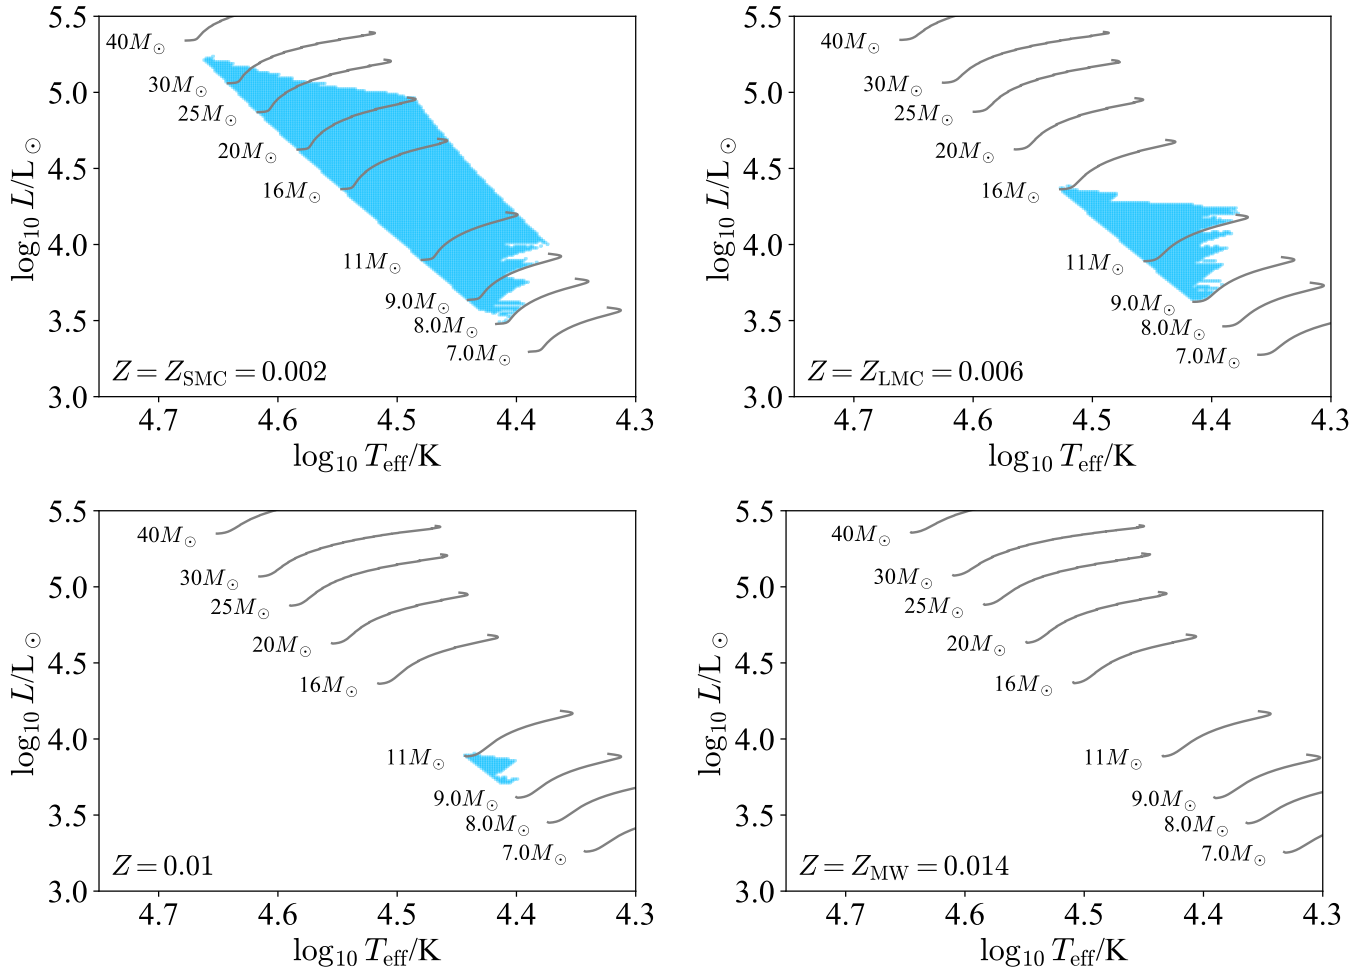 5.5
5.0
4.5
4.0
3.5
3.0
log₁₀ L/L⊙
40M⊙
30M⊙
25M⊙
20M⊙
16M⊙
11M⊙
9.0M⊙
8.0M⊙
7.0M⊙
Z = Z_SMC = 0.002
4.7 4.6 4.5 4.4 4.3
log₁₀ T_eff/K
5.5
5.0
4.5
4.0
3.5
3.0
log₁₀ L/L⊙
40M⊙
30M⊙
25M⊙
20M⊙
16M⊙
11M⊙
9.0M⊙
8.0M⊙
7.0M⊙
Z = Z_LMC = 0.006
4.7 4.6 4.5 4.4 4.3
log₁₀ T_eff/K
5.5
5.0
4.5
4.0
3.5
3.0
log₁₀ L/L⊙
40M⊙
30M⊙
25M⊙
20M⊙
16M⊙
11M⊙
9.0M⊙
8.0M⊙
7.0M⊙
Z = 0.01
4.7 4.6 4.5 4.4 4.3
log₁₀ T_eff/K
5.5
5.0
4.5
4.0
3.5
3.0
log₁₀ L/L⊙
40M⊙
30M⊙
25M⊙
20M⊙
16M⊙
11M⊙
9.0M⊙
8.0M⊙
7.0M⊙
Z = Z_MW = 0.014
4.7 4.6 4.5 4.4 4.3
log₁₀ T_eff/K